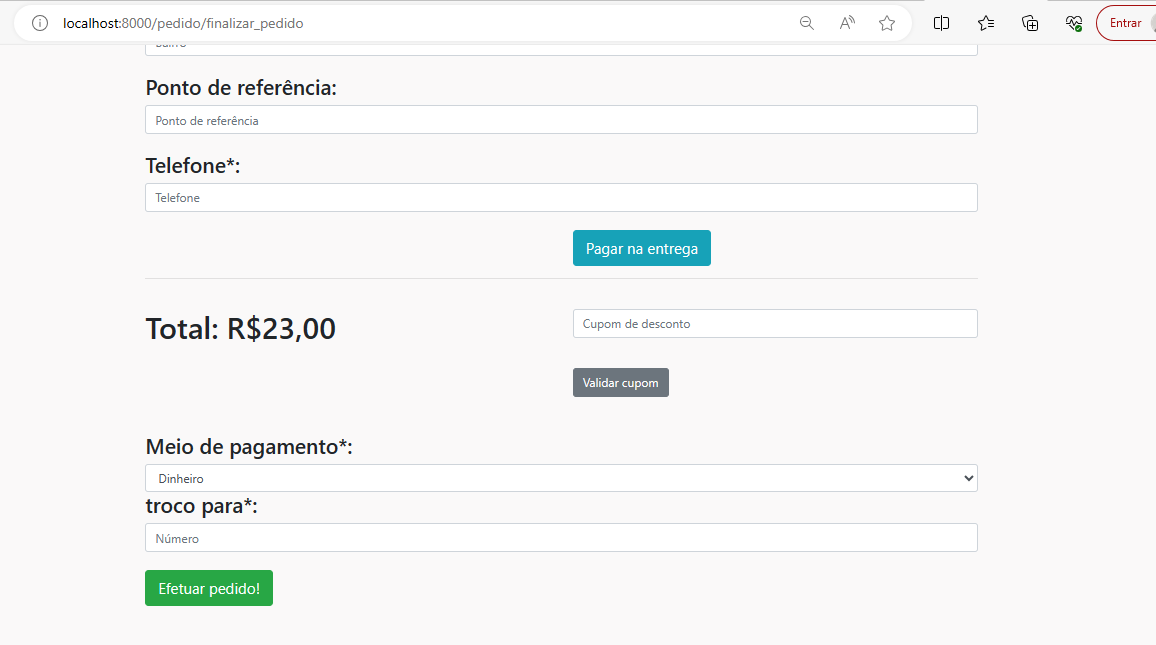 localhost:8000/pedido/finalizar_pedido
Entrar
Bairro
Ponto de referência:
Ponto de referência
Telefone*:
Telefone
Pagar na entrega
Total: R$23,00
Cupom de desconto
Validar cupom
Meio de pagamento*:
Dinheiro
troco para*:
Número
Efetuar pedido!